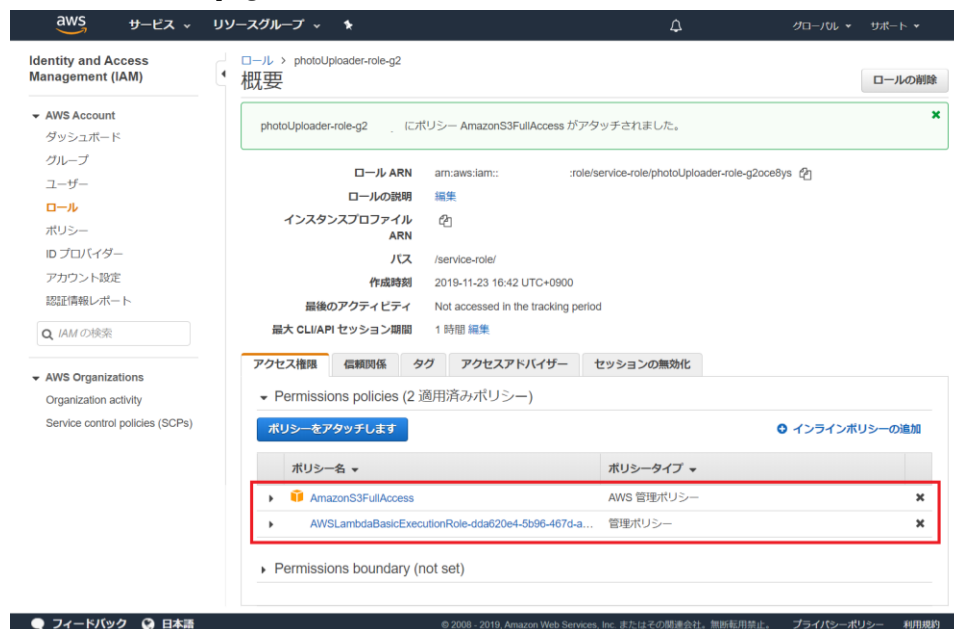 aws サービス リソースグループ グローバル サポート
Identity and Access
Management (IAM)
AWS Account
ダッシュボード
グループ
ユーザー
ロール
ポリシー
ID プロバイダー
アカウント設定
認証情報レポート
IAM の検索
AWS Organizations
Organization activity
Service control policies (SCPs)
ロール > photoUploader-role-g2
概要
ロールの削除
photoUploader-role-g2 にポリシー AmazonS3FullAccess がアタッチされました。
ロール ARN arn:aws:iam:: :role/service-role/photoUploader-role-g2oce8ys
ロールの説明 編集
インスタンスプロファイル
ARN
パス /service-role/
作成時刻 2019-11-23 16:42 UTC+0900
最後のアクティビティ Not accessed in the tracking period
最大 CLI/API セッション期間 1 時間 編集
アクセス権限 信頼関係 タグ アクセスアドバイザー セッションの無効化
Permissions policies (2 適用済みポリシー)
ポリシーをアタッチします インラインポリシーの追加
ポリシー名 ポリシータイプ
AmazonS3FullAccess AWS 管理ポリシー
AWSLambdaBasicExecutionRole-dda620e4-5b96-467d-a... 管理ポリシー
Permissions boundary (not set)
フィードバック 日本語 © 2008 - 2019, Amazon Web Services, Inc. またはその関連会社。無断転用禁止。 プライバシーポリシー 利用規約